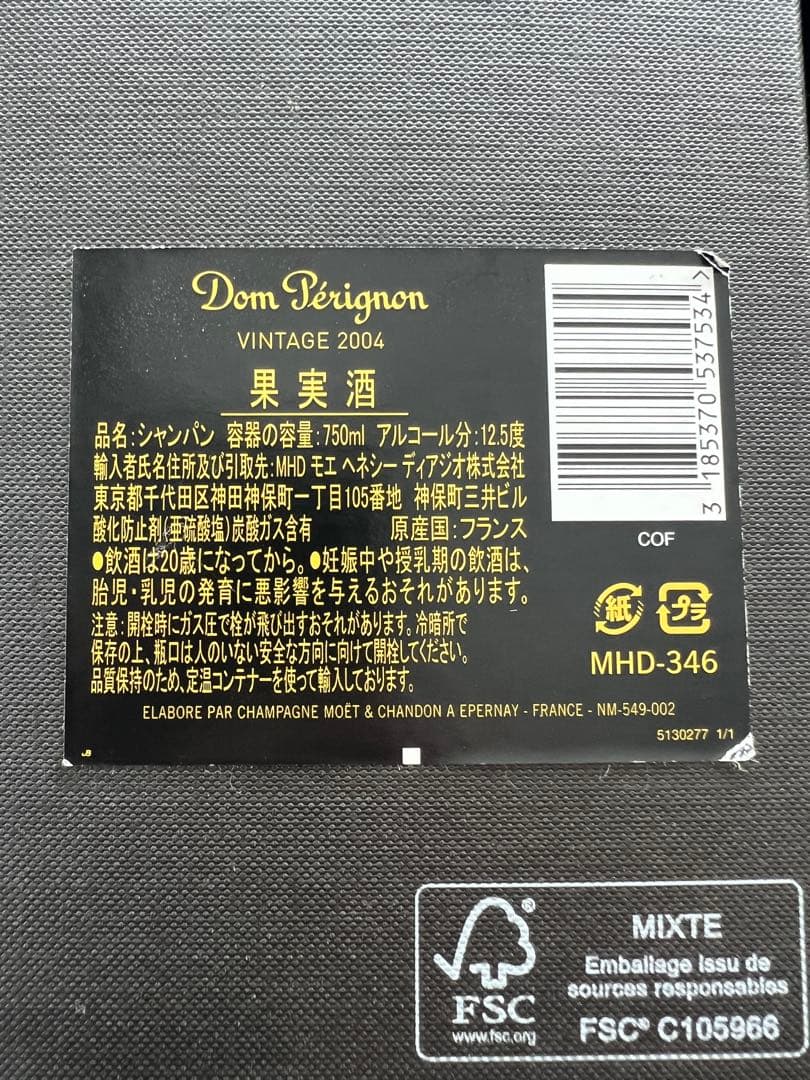 Dom Pérignon
VINTAGE 2004
果実酒
品名:シャンパン 容器の容量:750ml アルコール分:12.5度
輸入者氏名住所及び引取先:MHD モエ ヘネシー ディアジオ株式会社
東京都千代田区神田神保町一丁目105番地 神保町三井ビル
酸化防止剤(亜硫酸塩)炭酸ガス含有 原産国:フランス
●飲酒は20歳になってから。●妊娠中や授乳期の飲酒は、
胎児・乳児の発育に悪影響を与えるおそれがあります。
注意:開栓時にガス圧で栓が飛び出すおそれがあります。冷暗所で
保存の上、瓶口は人のいない安全な方向に向けて開栓してください。
品質保持のため、定温コンテナーを使って輸入しております。
ELABORE PAR CHAMPAGNE MOËT & CHANDON A EPERNAY - FRANCE - NM-549-002
3 185370 537534 >
COF
紙 プラ
MHD-346
5130277 1/1
JB
FSC®
www.fsc.org
MIXTE
Emballage issu de
sources responsables
FSC® C105966